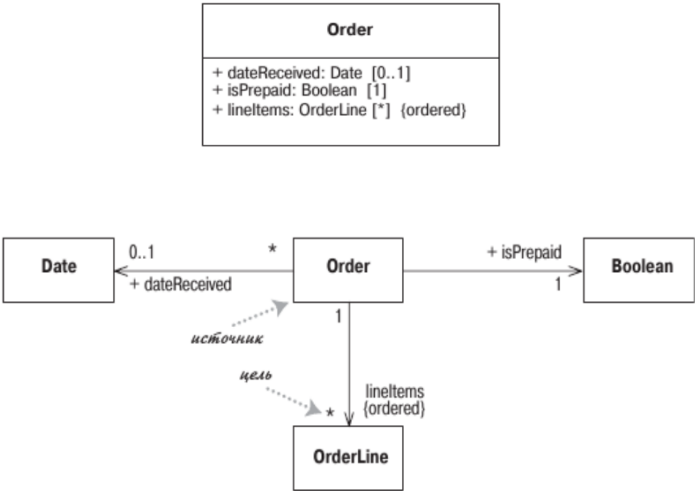 Order
+ dateReceived: Date [0..1]
+ isPrepaid: Boolean [1]
+ lineItems: OrderLine [*] {ordered}
Date
0..1
*
+ dateReceived
Order
+ isPrepaid
1
Boolean
источник
1
цель
*
lineItems
{ordered}
OrderLine